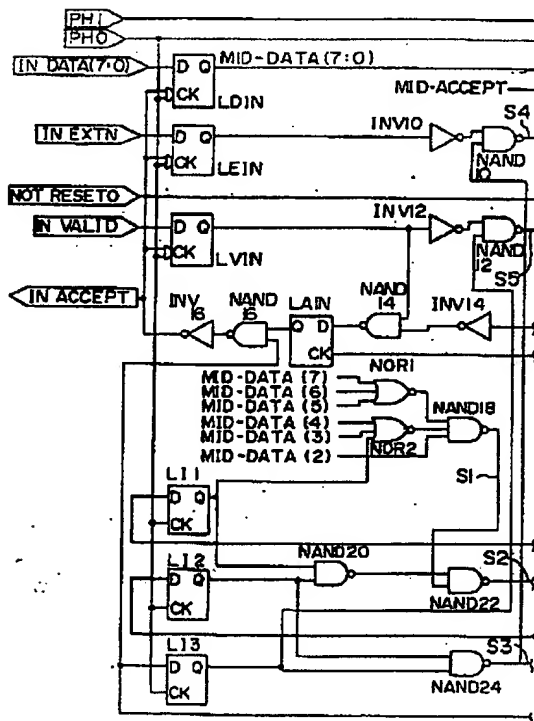 PH1
PH0
IN DATA(7:0)
D Q
MID-DATA (7:0)
CK
LDIN
MID-ACCEPT
S4
IN EXTN
D Q
INV10
CK
LEIN
NAND
10
NOT RESET0
IN VALID
D Q
INV12
CK
LVIN
NAND
12
S5
IN ACCEPT
INV
16
NAND
16
LAIN
NAND
14
INV14
Q D
CK
NOR1
MID-DATA (7)
MID-DATA (6)
MID-DATA (5)
NAND18
MID-DATA (4)
MID-DATA (3)
MID-DATA (2)
NOR2
S1
LI1
D Q
CK
NAND20
LI2
D Q
CK
S2
NAND22
LI3
D Q
CK
S3
NAND24